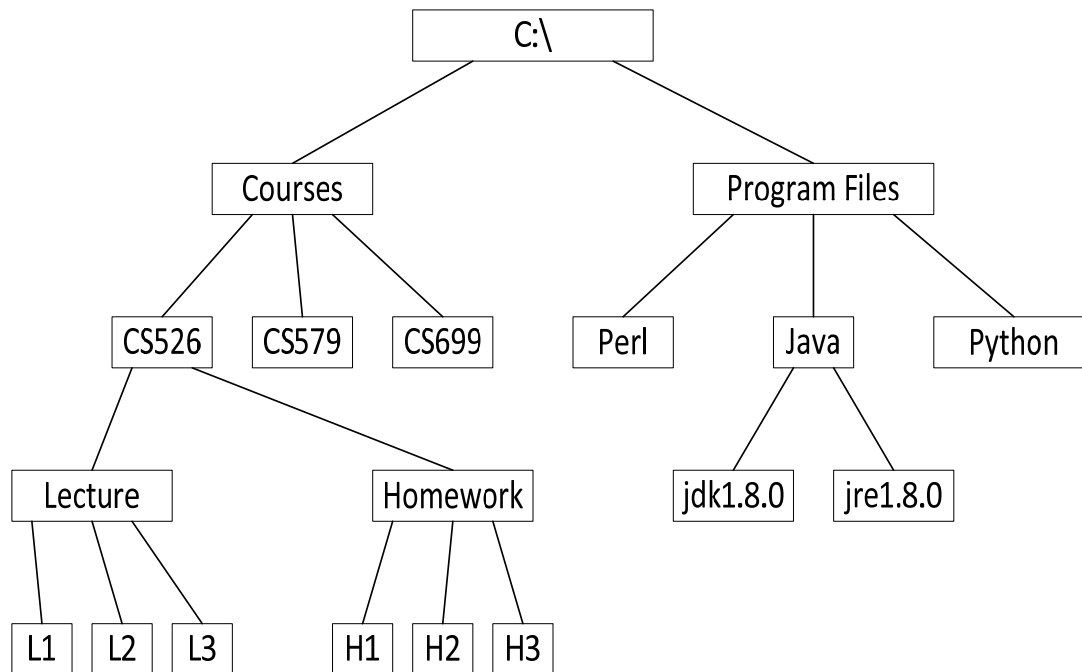 C:\
Courses
Program Files
CS526
CS579
CS699
Perl
Java
Python
Lecture
Homework
jdk1.8.0
jre1.8.0
L1
L2
L3
H1
H2
H3